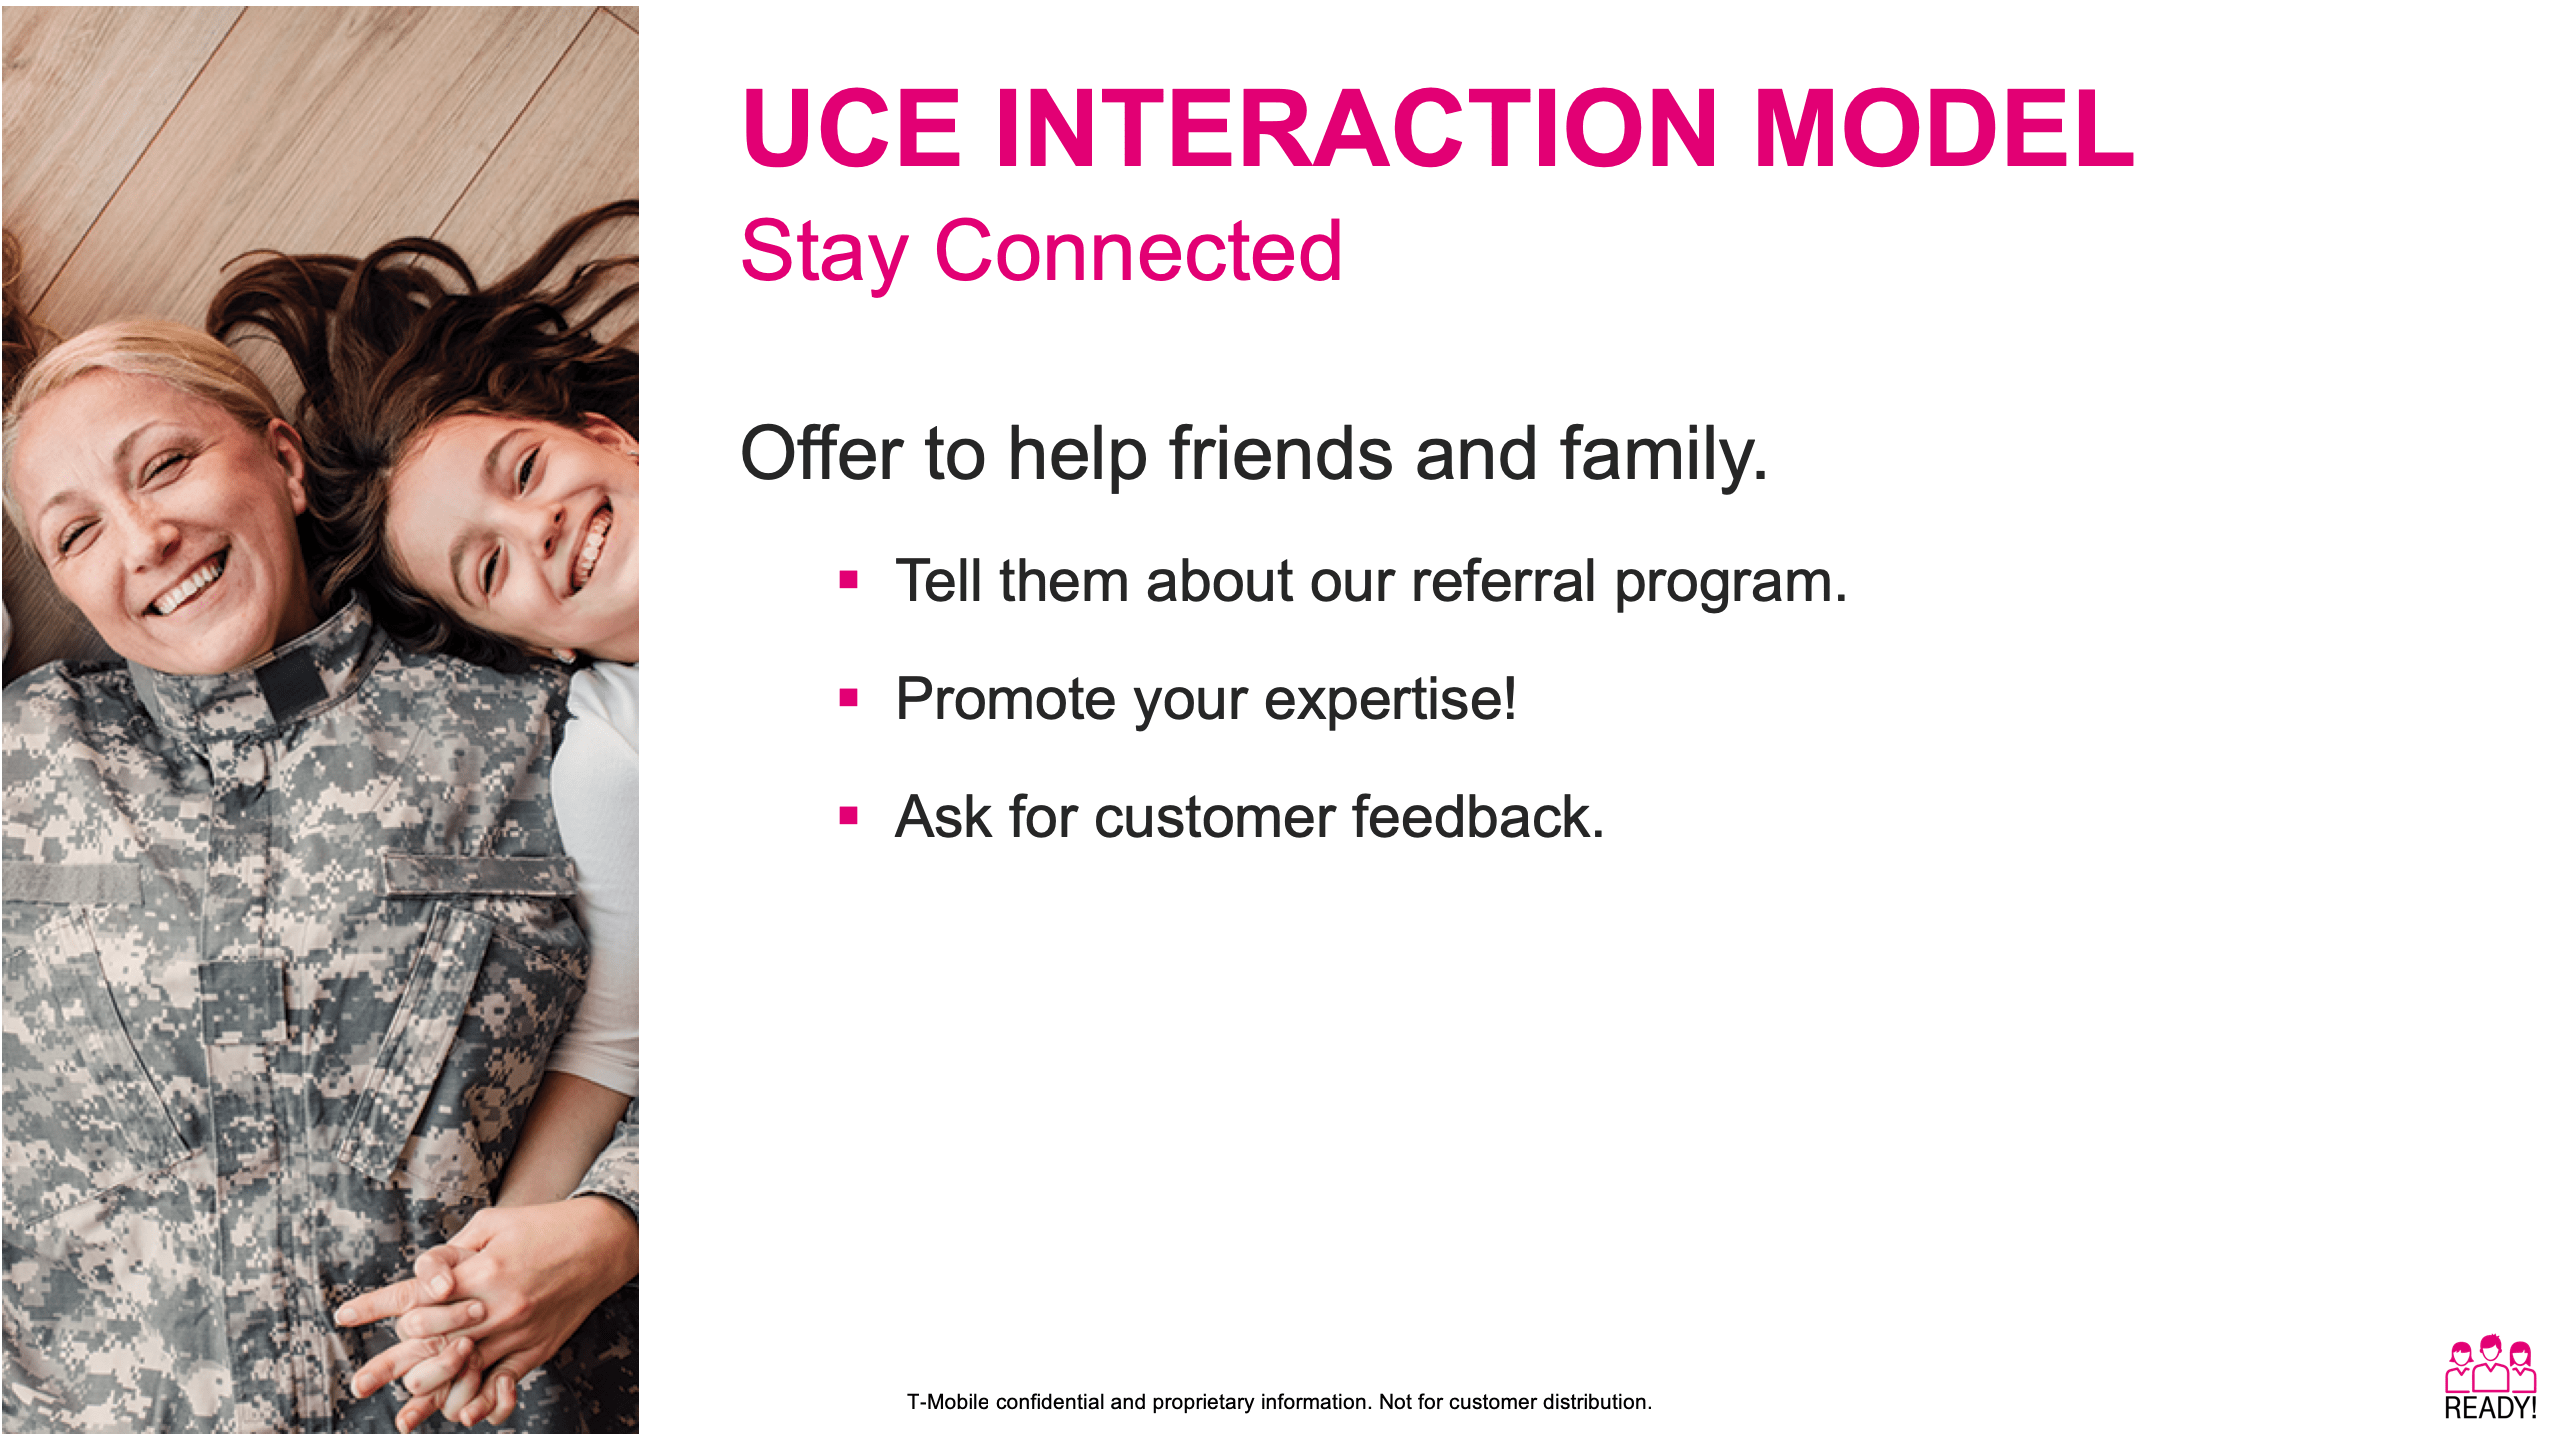 UCE INTERACTION MODEL
Stay Connected
Offer to help friends and family.
▪ Tell them about our referral program.
▪ Promote your expertise!
▪ Ask for customer feedback.
T-Mobile confidential and proprietary information. Not for customer distribution.
READY!